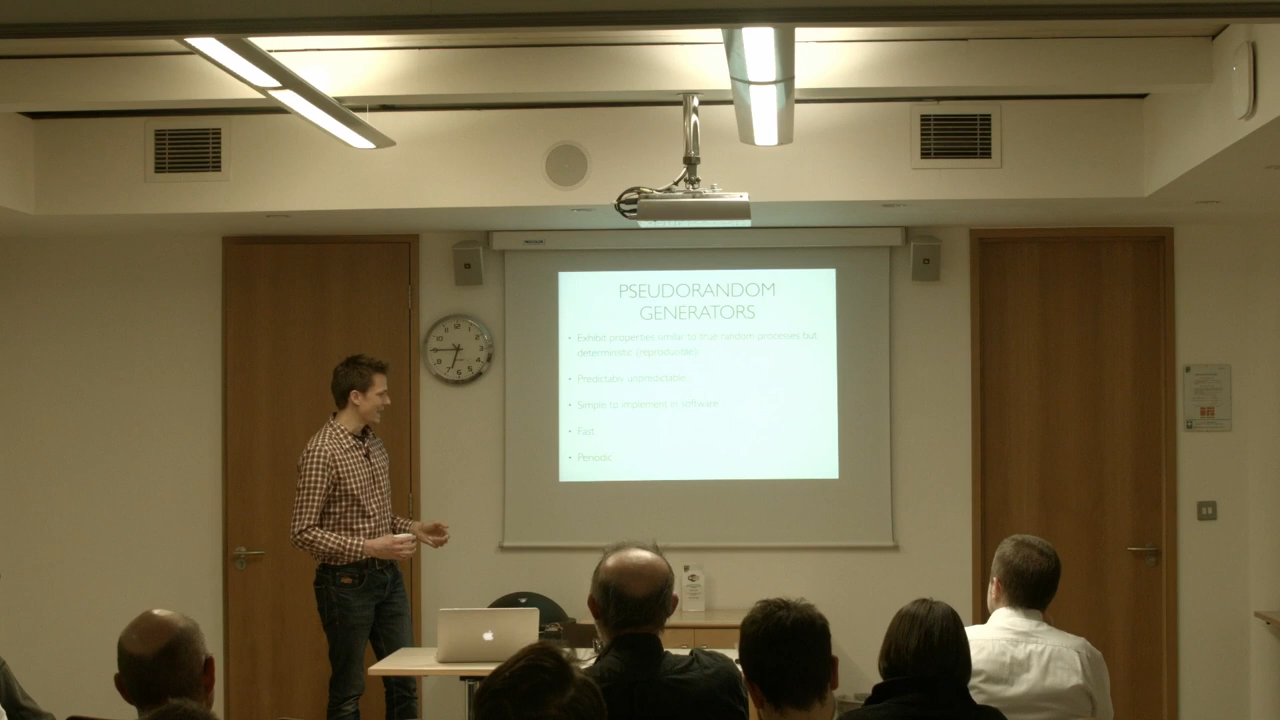 PSEUDORANDOM
GENERATORS
• Exhibit properties similar to true random processes but
deterministic (reproducible)
• Predictably unpredictable
• Simple to implement in software
• Fast
• Periodic